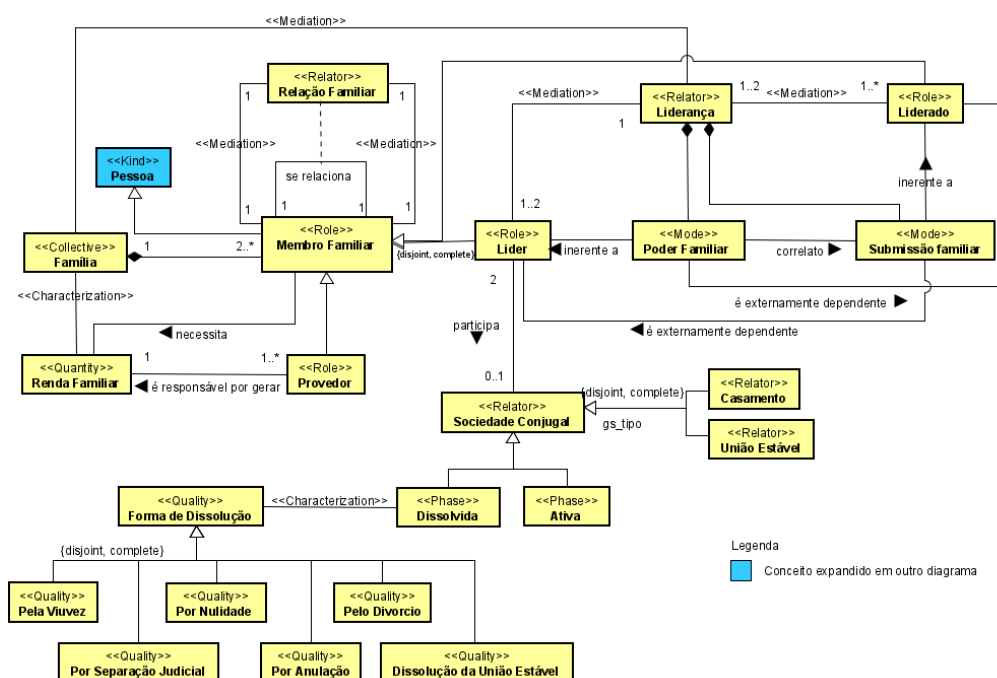 <<Mediation>>
<<Relator>>
Relação Familiar
1
1
<<Mediation>>
<<Mediation>>
se relaciona
1
1
1
1
<<Kind>>
Pessoa
<<Relator>>
Liderança
1..2
<<Mediation>>
1..*
<<Role>>
Liderado
<<Mediation>>
1
inerente a
1..2
<<Collective>>
Família
1
2..*
<<Role>>
Membro Familiar
{disjoint, complete}
<<Role>>
Lider
inerente a
<<Mode>>
Poder Familiar
correlato
<<Mode>>
Submissão familiar
2
<<Characterization>>
necessita
é externamente dependente
é externamente dependente
participa
<<Quantity>>
Renda Familiar
1
1..*
é responsável por gerar
<<Role>>
Provedor
0..1
<<Relator>>
Sociedade Conjugal
{disjoint, complete}
gs_tipo
<<Relator>>
Casamento
<<Relator>>
União Estável
<<Quality>>
Forma de Dissolução
<<Characterization>>
<<Phase>>
Dissolvida
<<Phase>>
Ativa
{disjoint, complete}
<<Quality>>
Pela Viuvez
<<Quality>>
Por Nulidade
<<Quality>>
Pelo Divorcio
<<Quality>>
Por Separação Judicial
<<Quality>>
Por Anulação
<<Quality>>
Dissolução da União Estável
Legenda
Conceito expandido em outro diagrama